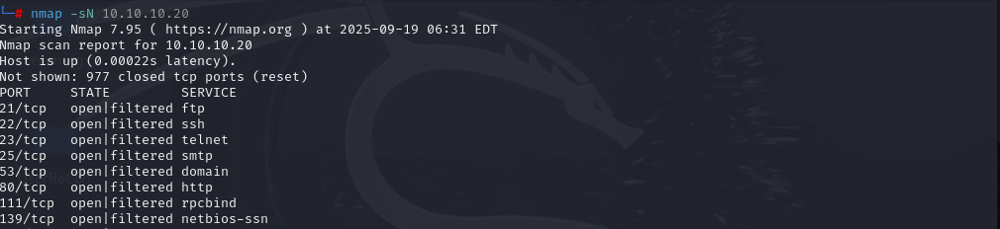 └─# nmap -sN 10.10.10.20
Starting Nmap 7.95 ( https://nmap.org ) at 2025-09-19 06:31 EDT
Nmap scan report for 10.10.10.20
Host is up (0.00022s latency).
Not shown: 977 closed tcp ports (reset)
PORT     STATE         SERVICE
21/tcp   open|filtered ftp
22/tcp   open|filtered ssh
23/tcp   open|filtered telnet
25/tcp   open|filtered smtp
53/tcp   open|filtered domain
80/tcp   open|filtered http
111/tcp  open|filtered rpcbind
139/tcp  open|filtered netbios-ssn